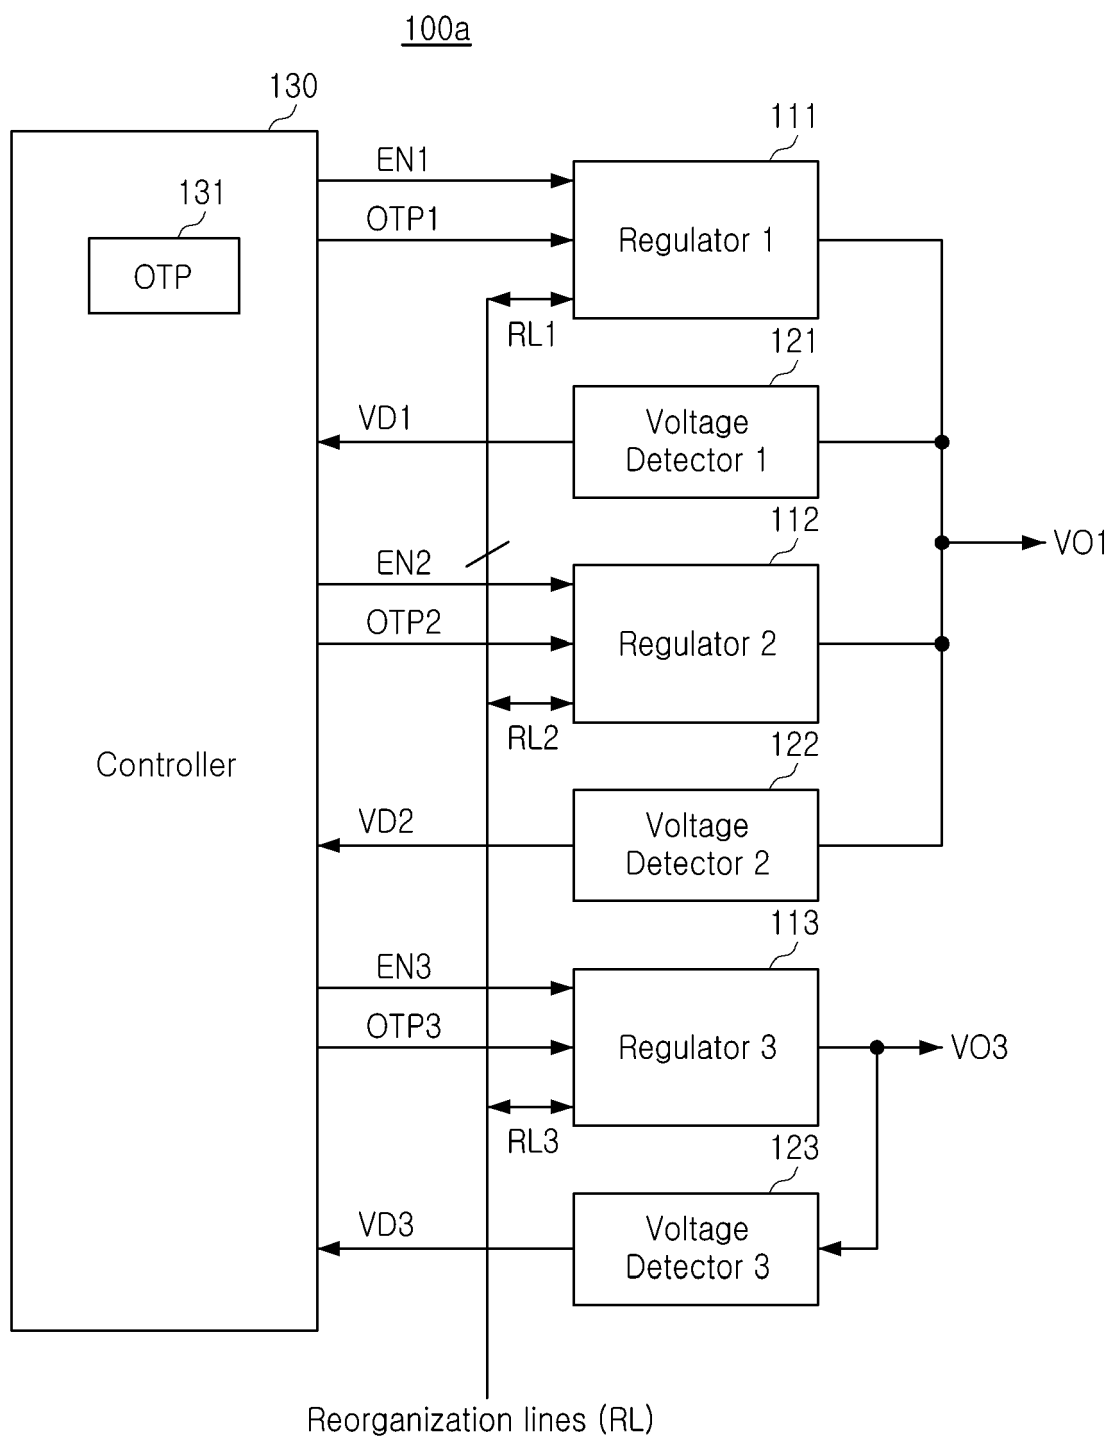 100a
130
111
EN1
131
OTP1
Regulator 1
OTP
RL1
121
VD1
Voltage
Detector 1
112
EN2
VO1
OTP2
Regulator 2
RL2
122
Controller
VD2
Voltage
Detector 2
113
EN3
OTP3
Regulator 3
VO3
RL3
123
VD3
Voltage
Detector 3
Reorganization lines (RL)